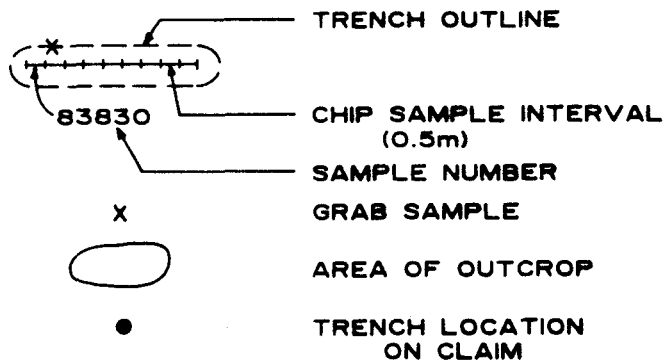 TRENCH OUTLINE
83830
CHIP SAMPLE INTERVAL
(0.5m)
SAMPLE NUMBER
X GRAB SAMPLE
AREA OF OUTCROP
TRENCH LOCATION
ON CLAIM